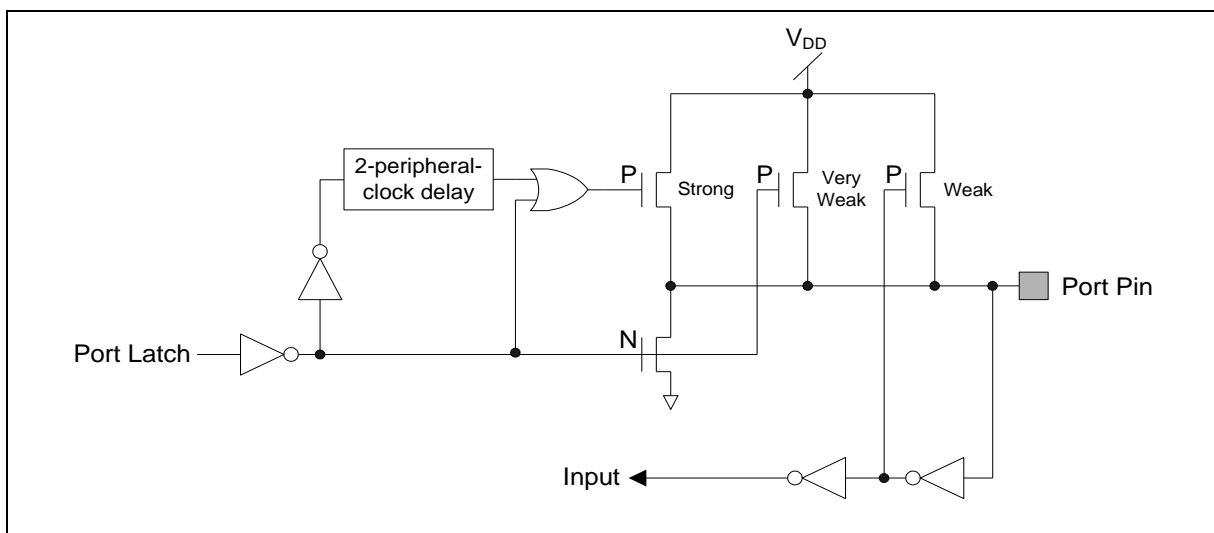 VDD
2-peripheral-
clock delay
P
Strong
P
Very
Weak
P
Weak
Port Pin
Port Latch
N
Input